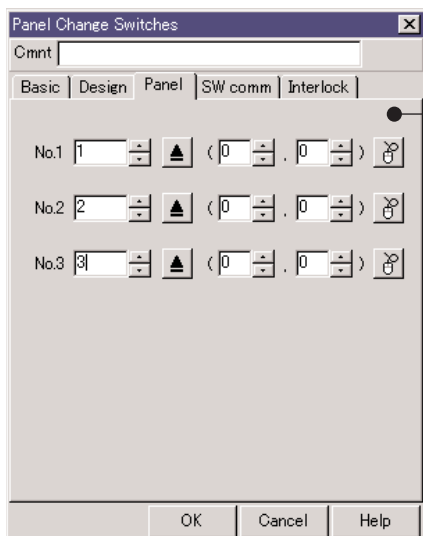 Panel Change Switches
Cmnt
Basic Design Panel SW comm Interlock
No.1 1 ( 0 , 0 )
No.2 2 ( 0 , 0 )
No.3 3 ( 0 , 0 )
OK Cancel Help